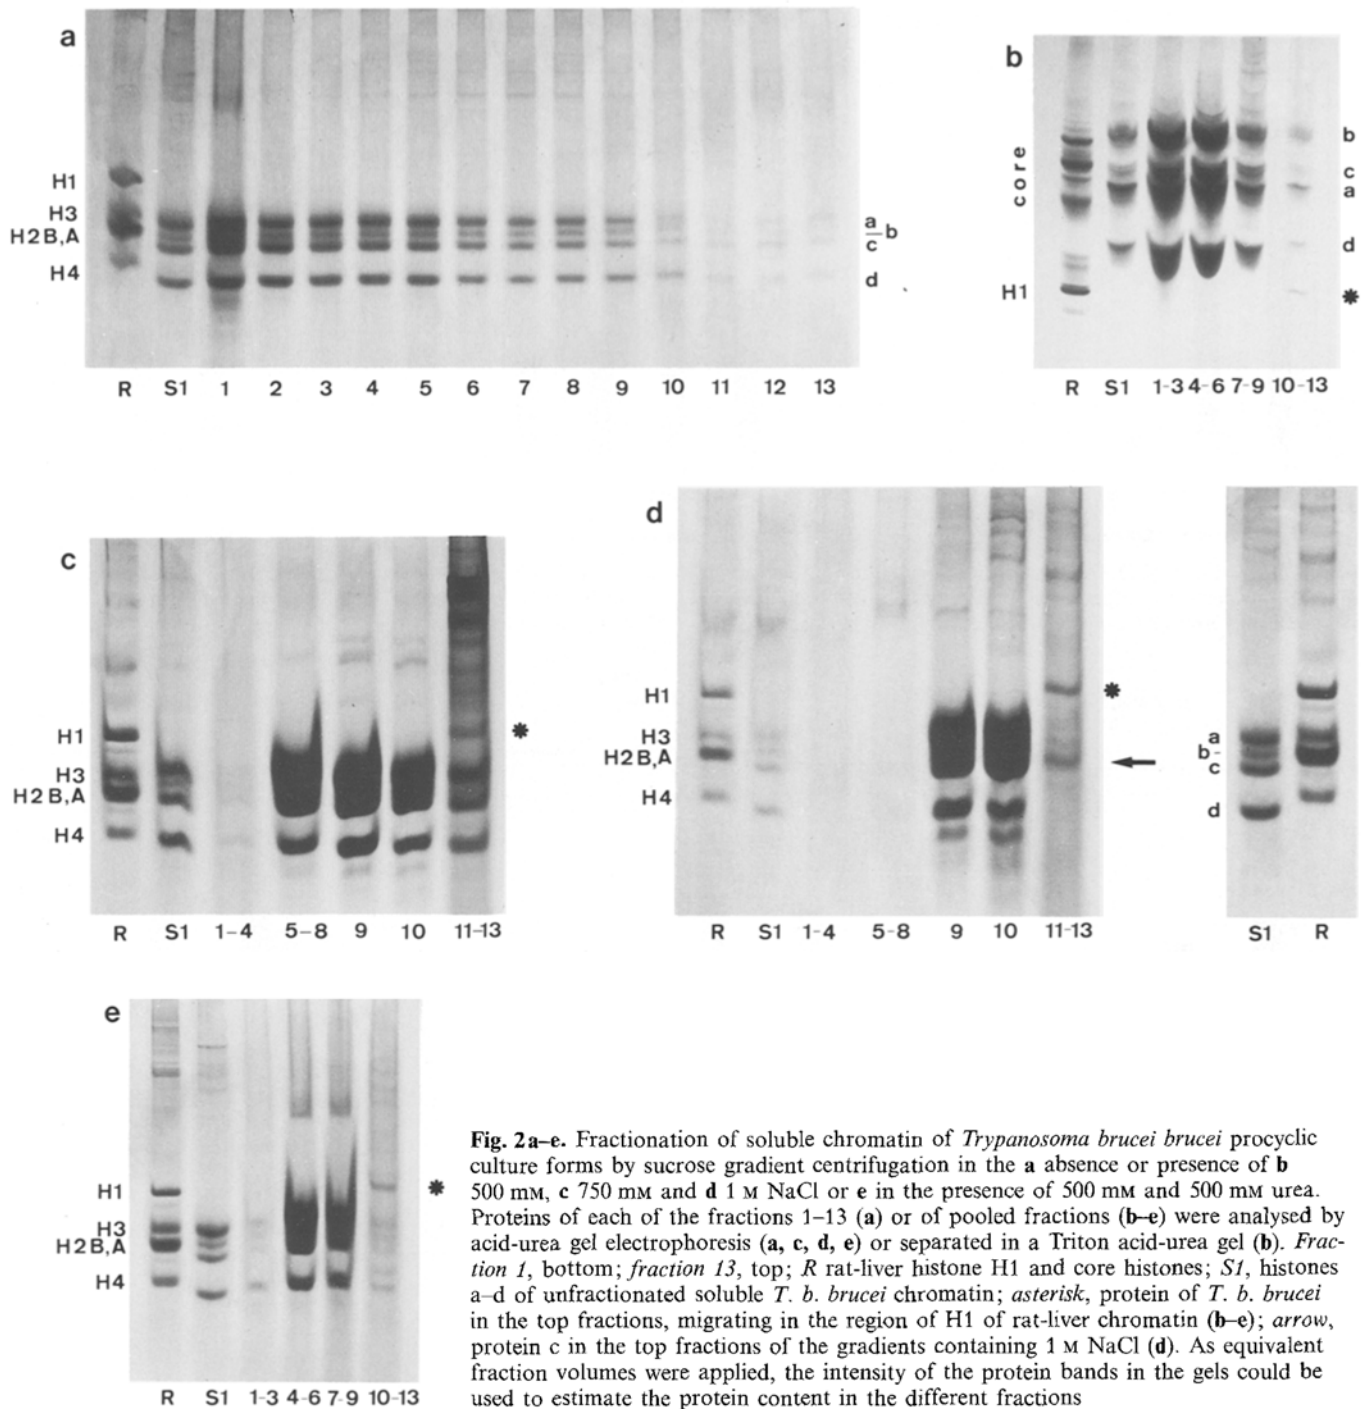 a
H1
H3
H2B,A
H4
a
b
c
d
R S1 1 2 3 4 5 6 7 8 9 10 11 12 13
b
core
H1
b
c
a
d
*
R S1 1-3 4-6 7-9 10-13
c
H1
H3
H2B,A
H4
*
R S1 1-4 5-8 9 10 11-13
d
H1
H3
H2B,A
H4
*
R S1 1-4 5-8 9 10 11-13
a
b-
c
d
S1 R
e
H1
H3
H2B,A
H4
*
R S1 1-3 4-6 7-9 10-13
Fig. 2a–e. Fractionation of soluble chromatin of Trypanosoma brucei brucei procyclic
culture forms by sucrose gradient centrifugation in the a absence or presence of b
500 mM, c 750 mM and d 1 M NaCl or e in the presence of 500 mM and 500 mM urea.
Proteins of each of the fractions 1–13 (a) or of pooled fractions (b–e) were analysed by
acid-urea gel electrophoresis (a, c, d, e) or separated in a Triton acid-urea gel (b). Frac-
tion 1, bottom; fraction 13, top; R rat-liver histone H1 and core histones; S1, histones
a–d of unfractionated soluble T. b. brucei chromatin; asterisk, protein of T. b. brucei
in the top fractions, migrating in the region of H1 of rat-liver chromatin (b–e); arrow,
protein c in the top fractions of the gradients containing 1 M NaCl (d). As equivalent
fraction volumes were applied, the intensity of the protein bands in the gels could be
used to estimate the protein content in the different fractions